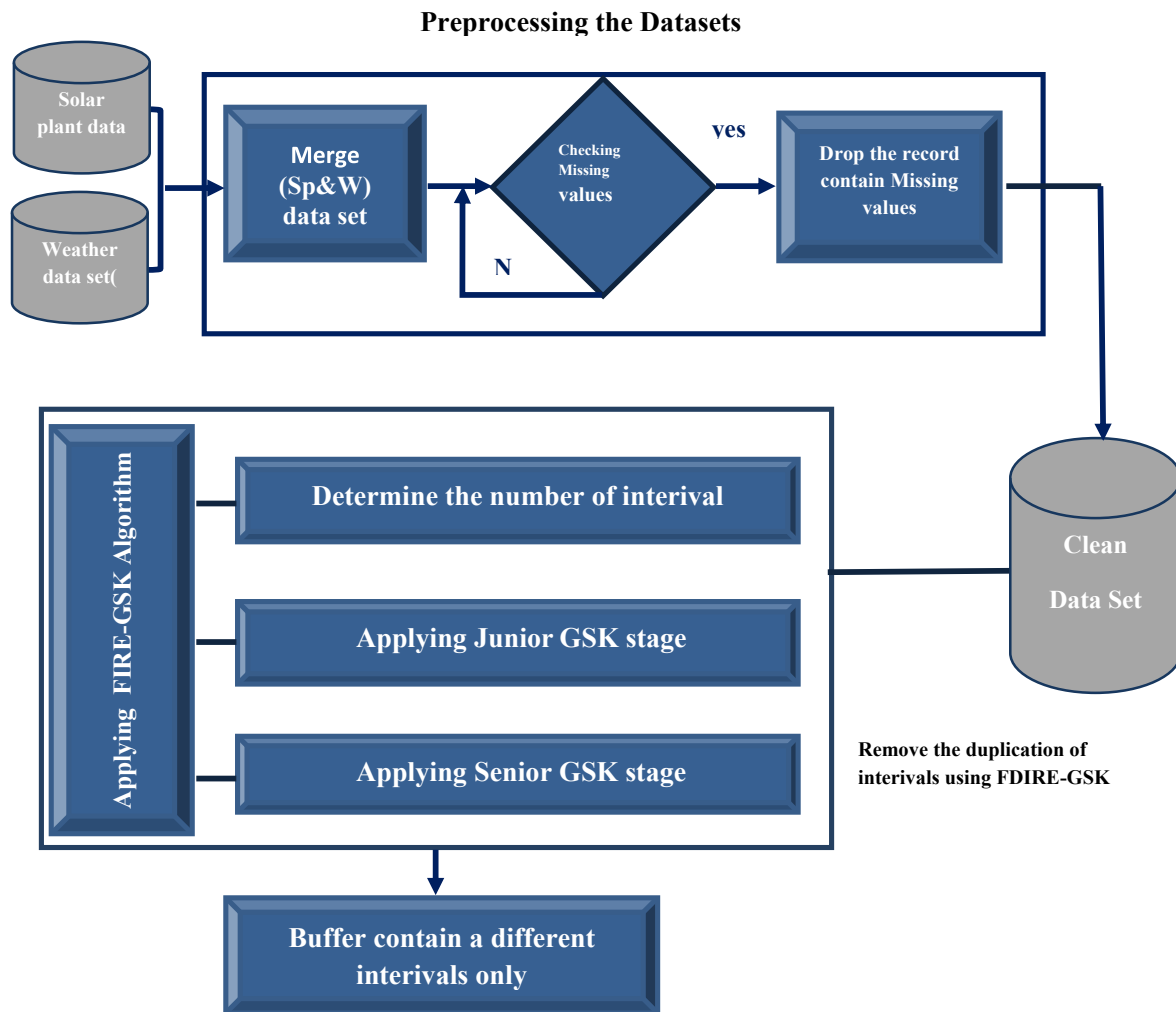 Preprocessing the Datasets
Solar
plant data
Weather
data set(
Merge
(Sp&W)
data set
Checking
Missing
values
yes
N
Drop the record
contain Missing
values
Clean
Data Set
Applying FIRE-GSK Algorithm
Determine the number of interival
Applying Junior GSK stage
Applying Senior GSK stage
Remove the duplication of
interivals using FDIRE-GSK
Buffer contain a different
intervals only